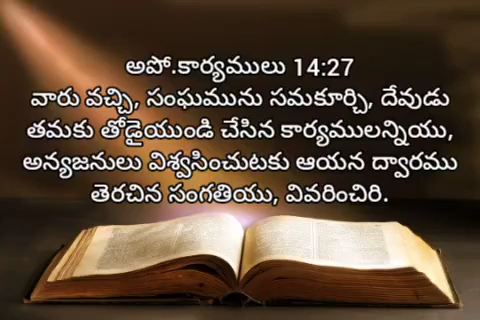 అపో.కార్యములు 14:27
వారు వచ్చి, సంఘమును సమకూర్చి, దేవుడు
తమకు తోడైయుండి చేసిన కార్యములన్నియు,
అన్యజనులు విశ్వసించుటకు ఆయన ద్వారము
తెరచిన సంగతియు, వివరించిరి.